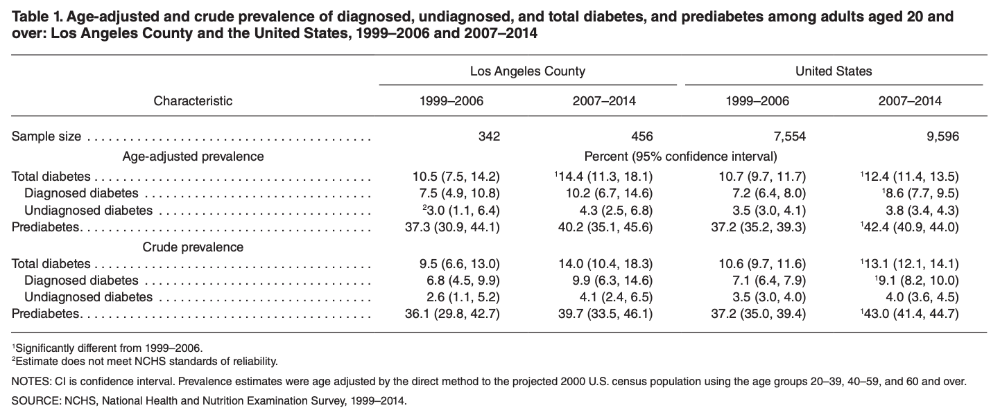 Table 1. Age-adjusted and crude prevalence of diagnosed, undiagnosed, and total diabetes, and prediabetes among adults aged 20 and
over: Los Angeles County and the United States, 1999–2006 and 2007–2014
Los Angeles County United States
Characteristic 1999–2006 2007–2014 1999–2006 2007–2014
Sample size . . . . . . . . . . . . . . . . . . . . . . . . . . . . . . . . . . . . . . . 342 456 7,554 9,596
Age-adjusted prevalence Percent (95% confidence interval)
Total diabetes . . . . . . . . . . . . . . . . . . . . . . . . . . . . . . . . . . . . . . 10.5 (7.5, 14.2) ¹14.4 (11.3, 18.1) 10.7 (9.7, 11.7) ¹12.4 (11.4, 13.5)
Diagnosed diabetes . . . . . . . . . . . . . . . . . . . . . . . . . . . . . . . 7.5 (4.9, 10.8) 10.2 (6.7, 14.6) 7.2 (6.4, 8.0) ¹8.6 (7.7, 9.5)
Undiagnosed diabetes . . . . . . . . . . . . . . . . . . . . . . . . . . . . . ²3.0 (1.1, 6.4) 4.3 (2.5, 6.8) 3.5 (3.0, 4.1) 3.8 (3.4, 4.3)
Prediabetes. . . . . . . . . . . . . . . . . . . . . . . . . . . . . . . . . . . . . . . . 37.3 (30.9, 44.1) 40.2 (35.1, 45.6) 37.2 (35.2, 39.3) ¹42.4 (40.9, 44.0)
Crude prevalence
Total diabetes . . . . . . . . . . . . . . . . . . . . . . . . . . . . . . . . . . . . . . 9.5 (6.6, 13.0) 14.0 (10.4, 18.3) 10.6 (9.7, 11.6) ¹13.1 (12.1, 14.1)
Diagnosed diabetes . . . . . . . . . . . . . . . . . . . . . . . . . . . . . . . 6.8 (4.5, 9.9) 9.9 (6.3, 14.6) 7.1 (6.4, 7.9) ¹9.1 (8.2, 10.0)
Undiagnosed diabetes . . . . . . . . . . . . . . . . . . . . . . . . . . . . . 2.6 (1.1, 5.2) 4.1 (2.4, 6.5) 3.5 (3.0, 4.0) 4.0 (3.6, 4.5)
Prediabetes. . . . . . . . . . . . . . . . . . . . . . . . . . . . . . . . . . . . . . . . 36.1 (29.8, 42.7) 39.7 (33.5, 46.1) 37.2 (35.0, 39.4) ¹43.0 (41.4, 44.7)
¹Significantly different from 1999–2006.
²Estimate does not meet NCHS standards of reliability.
NOTES: CI is confidence interval. Prevalence estimates were age adjusted by the direct method to the projected 2000 U.S. census population using the age groups 20–39, 40–59, and 60 and over.
SOURCE: NCHS, National Health and Nutrition Examination Survey, 1999–2014.